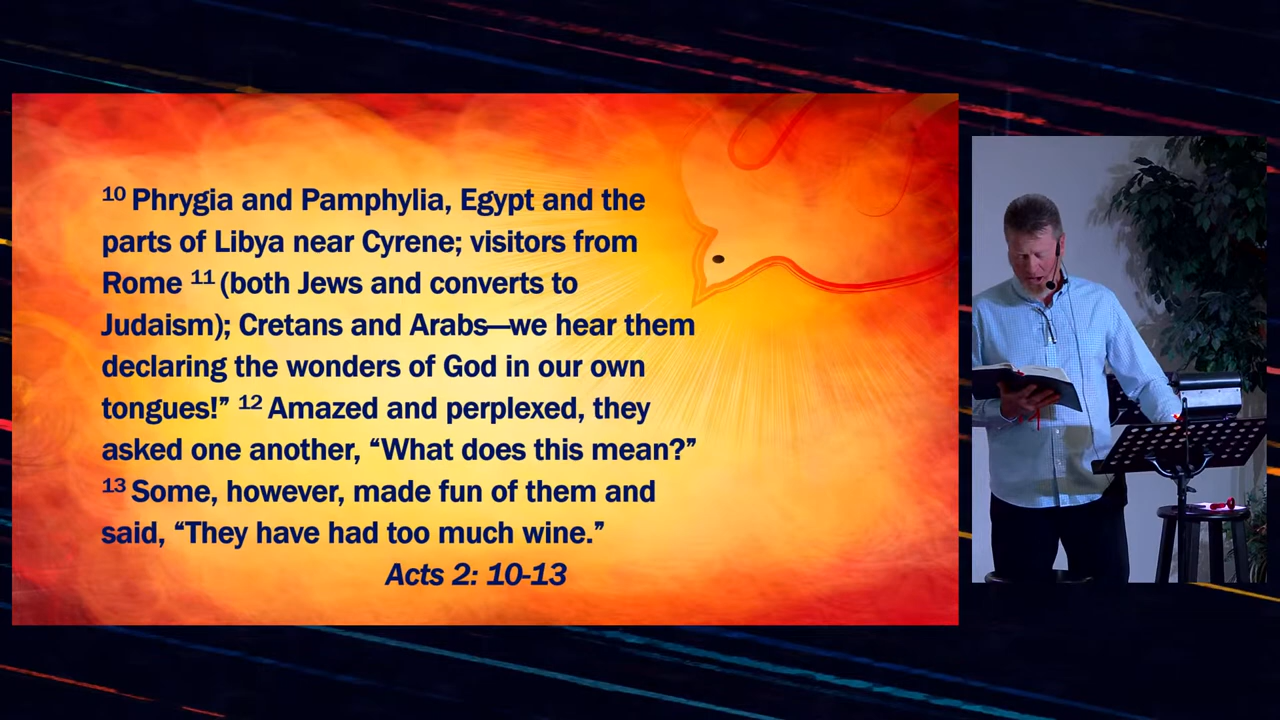 10 Phrygia and Pamphylia, Egypt and the
parts of Libya near Cyrene; visitors from
Rome 11 (both Jews and converts to
Judaism); Cretans and Arabs—we hear them
declaring the wonders of God in our own
tongues!” 12 Amazed and perplexed, they
asked one another, “What does this mean?”
13 Some, however, made fun of them and
said, “They have had too much wine.”
Acts 2: 10-13